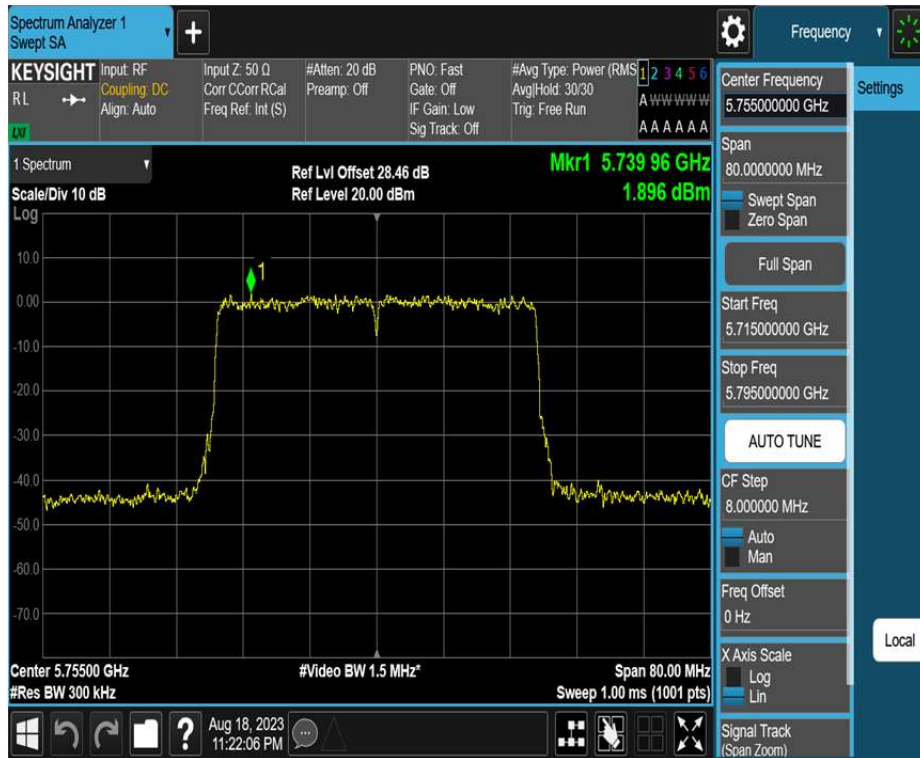 Spectrum Analyzer 1
Swept SA
+
Frequency
KEYSIGHT
R L
LXI
Input: RF
Coupling: DC
Align: Auto
Input Z: 50 Ω
Corr CCorr RCal
Freq Ref: Int (S)
#Atten: 20 dB
Preamp: Off
PNO: Fast
Gate: Off
IF Gain: Low
Sig Track: Off
#Avg Type: Power (RMS
Avg|Hold: 30/30
Trig: Free Run
1 2 3 4 5 6
A W W W W W
A A A A A A
1 Spectrum
Scale/Div 10 dB
Log
Ref Lvl Offset 28.46 dB
Ref Level 20.00 dBm
Mkr1 5.739 96 GHz
1.896 dBm
1
10.0
0.00
-10.0
-20.0
-30.0
-40.0
-50.0
-60.0
-70.0
Center 5.75500 GHz
#Res BW 300 kHz
#Video BW 1.5 MHz*
Span 80.00 MHz
Sweep 1.00 ms (1001 pts)
?
Aug 18, 2023
11:22:06 PM
Center Frequency
5.755000000 GHz
Span
80.0000000 MHz
Swept Span
Zero Span
Full Span
Start Freq
5.715000000 GHz
Stop Freq
5.795000000 GHz
AUTO TUNE
CF Step
8.000000 MHz
Auto
Man
Freq Offset
0 Hz
X Axis Scale
Log
Lin
Signal Track
(Span Zoom)
Settings
Local